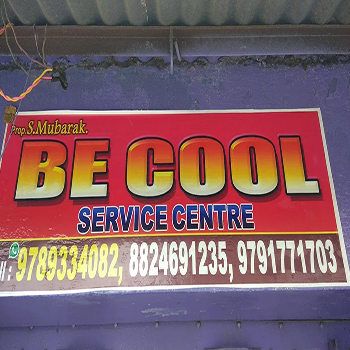 Prop. S.Mubarak.
BE COOL
SERVICE CENTRE
: 9789334082, 8824691235, 9791771703